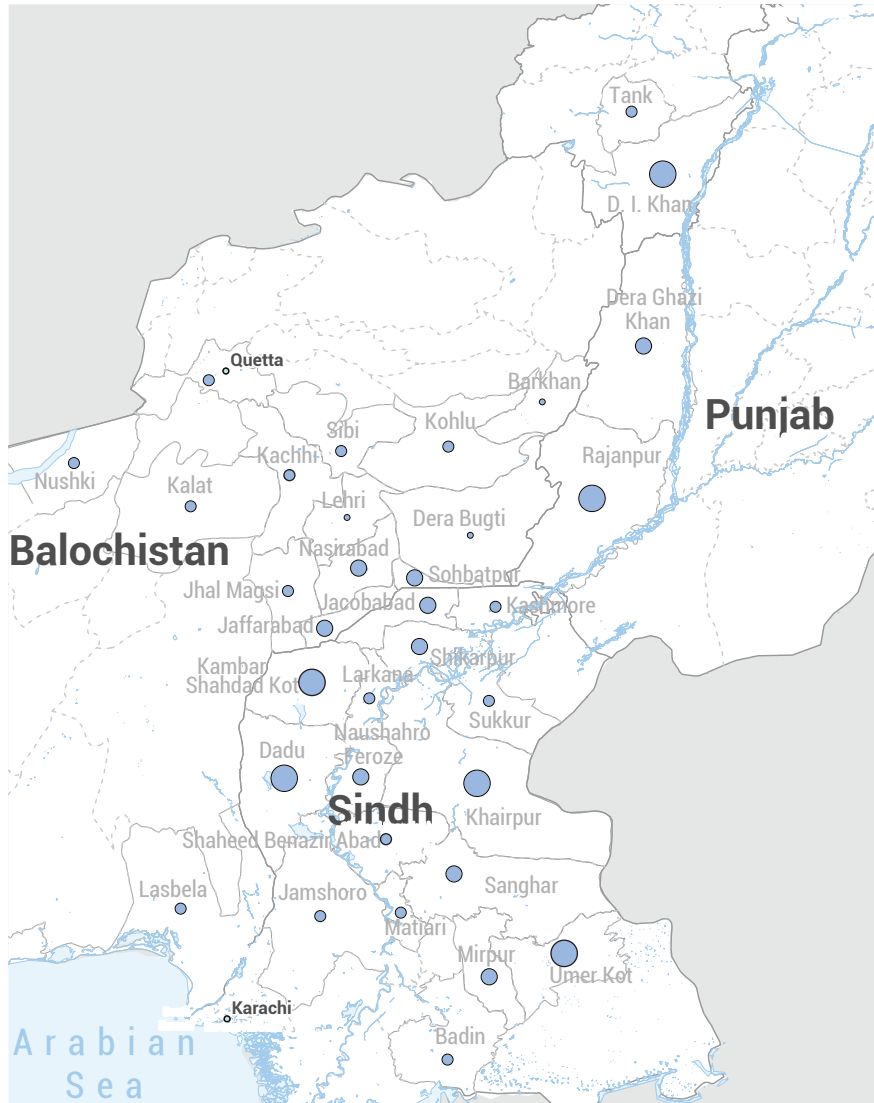 Tank
D. I. Khan
Dera Ghazi
Khan
Quetta
Barkhan
Punjab
Sibi
Kohlu
Kachhi
Rajanpur
Nushki
Kalat
Lehri
Dera Bugti
Balochistan
Nasirabad
Sohbatpur
Jhal Magsi
Jacobabad
Kashmore
Jaffarabad
Shikarpur
Kambar
Shahdad Kot
Larkana
Sukkur
Naushahro
Feroze
Dadu
Sindh
Khairpur
Shaheed Benazir Abad
Lasbela
Jamshoro
Sanghar
Matiari
Mirpur
Umer Kot
Karachi
Badin
Arabian
Sea